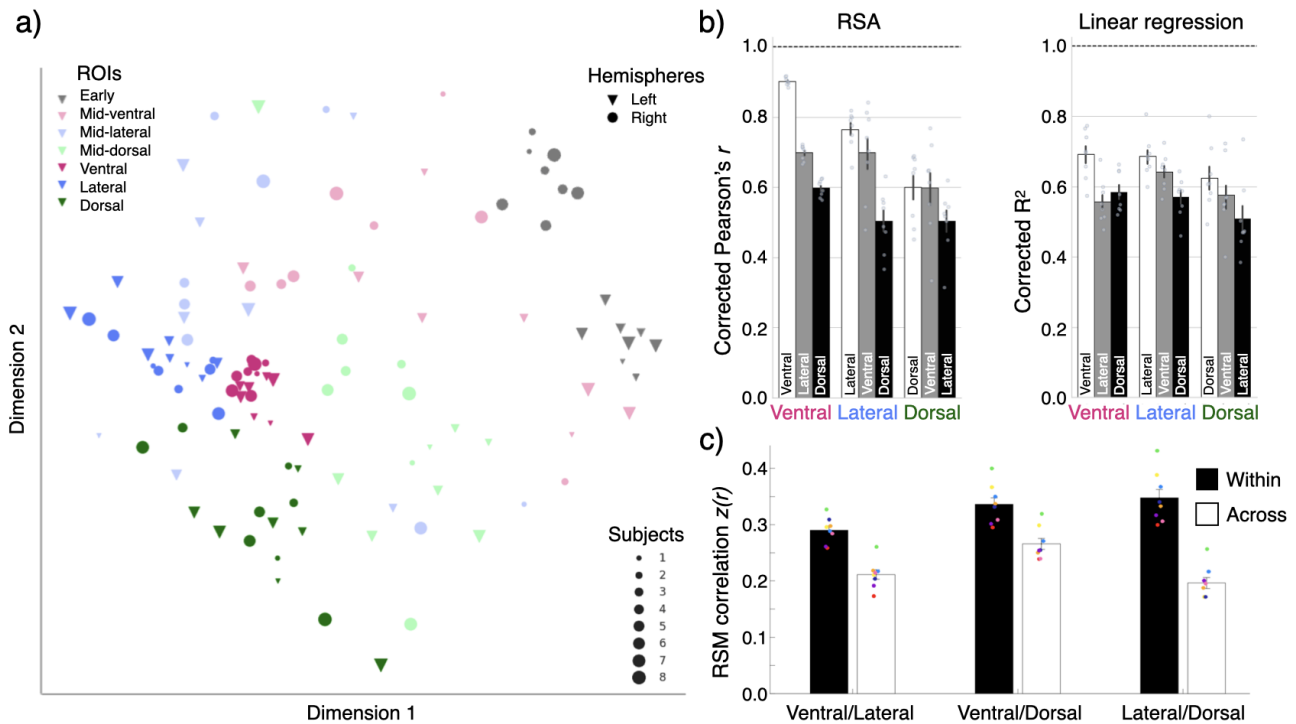 a)
ROIs
Early
Mid-ventral
Mid-lateral
Mid-dorsal
Ventral
Lateral
Dorsal
Hemispheres
Left
Right
Subjects
1
2
3
4
5
6
7
8
Dimension 2
Dimension 1
b)
RSA
Corrected Pearson's r
1.0
0.8
0.6
0.4
0.2
0.0
Ventral
Lateral
Dorsal
Lateral
Ventral
Dorsal
Dorsal
Ventral
Lateral
Ventral Lateral Dorsal
Linear regression
Corrected R²
1.0
0.8
0.6
0.4
0.2
0.0
Ventral
Lateral
Dorsal
Lateral
Ventral
Dorsal
Dorsal
Ventral
Lateral
Ventral Lateral Dorsal
c)
RSM correlation z(r)
0.4
0.3
0.2
0.1
0.0
Within
Across
Ventral/Lateral Ventral/Dorsal Lateral/Dorsal